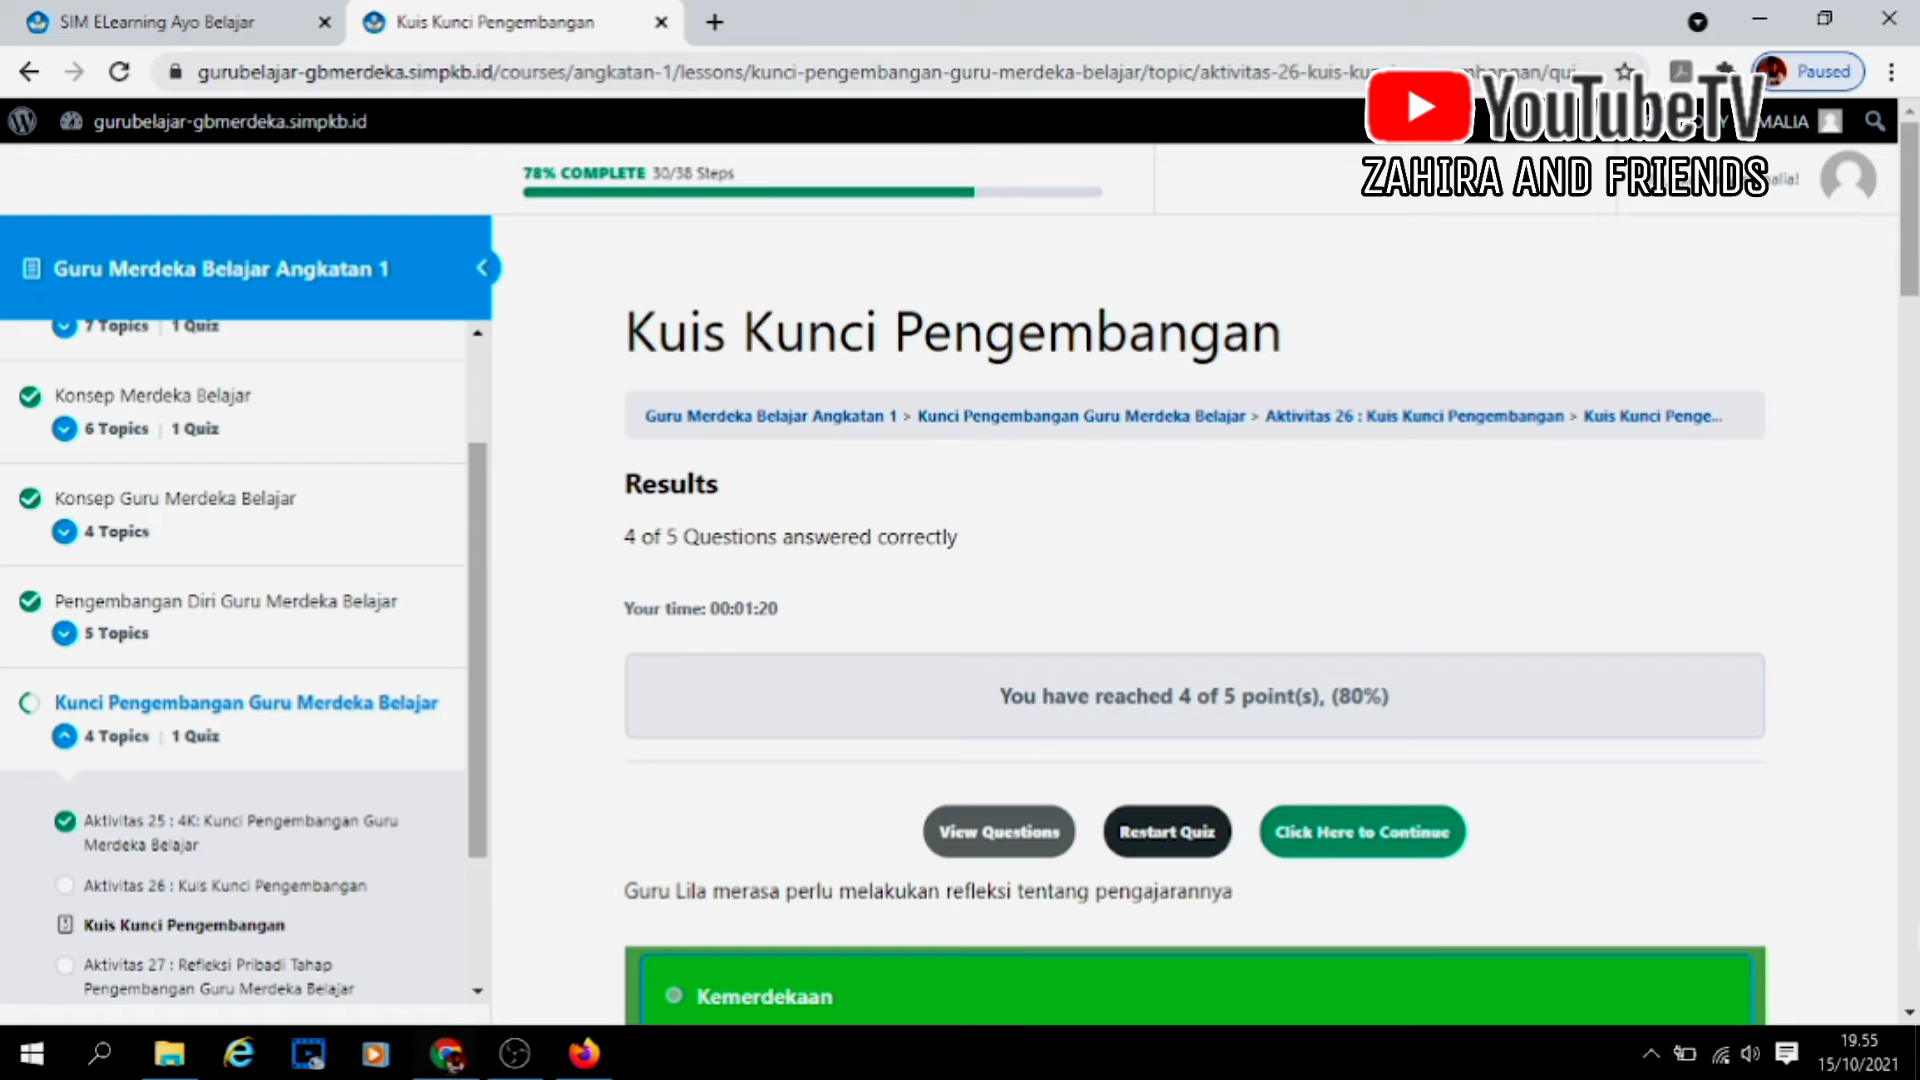 SIM ELearning Ayo Belajar
Kuis Kunci Pengembangan
gurubelajar-gbmerdeka.simpkb.id/courses/angkatan-1/lessons/kunci-pengembangan-guru-merdeka-belajar/topic/aktivitas-26-kuis-
Paused
gurubelajar-gbmerdeka.simpkb.id
MALIA
YouTubeTV
ZAHIRA AND FRIENDS
78% COMPLETE 30/38 Steps
Guru Merdeka Belajar Angkatan 1
7 Topics | 1 Quiz
Konsep Merdeka Belajar
6 Topics | 1 Quiz
Konsep Guru Merdeka Belajar
4 Topics
Pengembangan Diri Guru Merdeka Belajar
5 Topics
Kunci Pengembangan Guru Merdeka Belajar
4 Topics | 1 Quiz
Aktivitas 25 : 4K: Kunci Pengembangan Guru
Merdeka Belajar
Aktivitas 26 : Kuis Kunci Pengembangan
Kuis Kunci Pengembangan
Aktivitas 27 : Refleksi Pribadi Tahap
Pengembangan Guru Merdeka Belajar
Kuis Kunci Pengembangan
Guru Merdeka Belajar Angkatan 1 > Kunci Pengembangan Guru Merdeka Belajar > Aktivitas 26 : Kuis Kunci Pengembangan > Kuis Kunci Penge...
Results
4 of 5 Questions answered correctly
Your time: 00:01:20
You have reached 4 of 5 point(s), (80%)
View Questions
Restart Quiz
Click Here to Continue
Guru Lila merasa perlu melakukan refleksi tentang pengajarannya
Kemerdekaan
19.55
15/10/2021